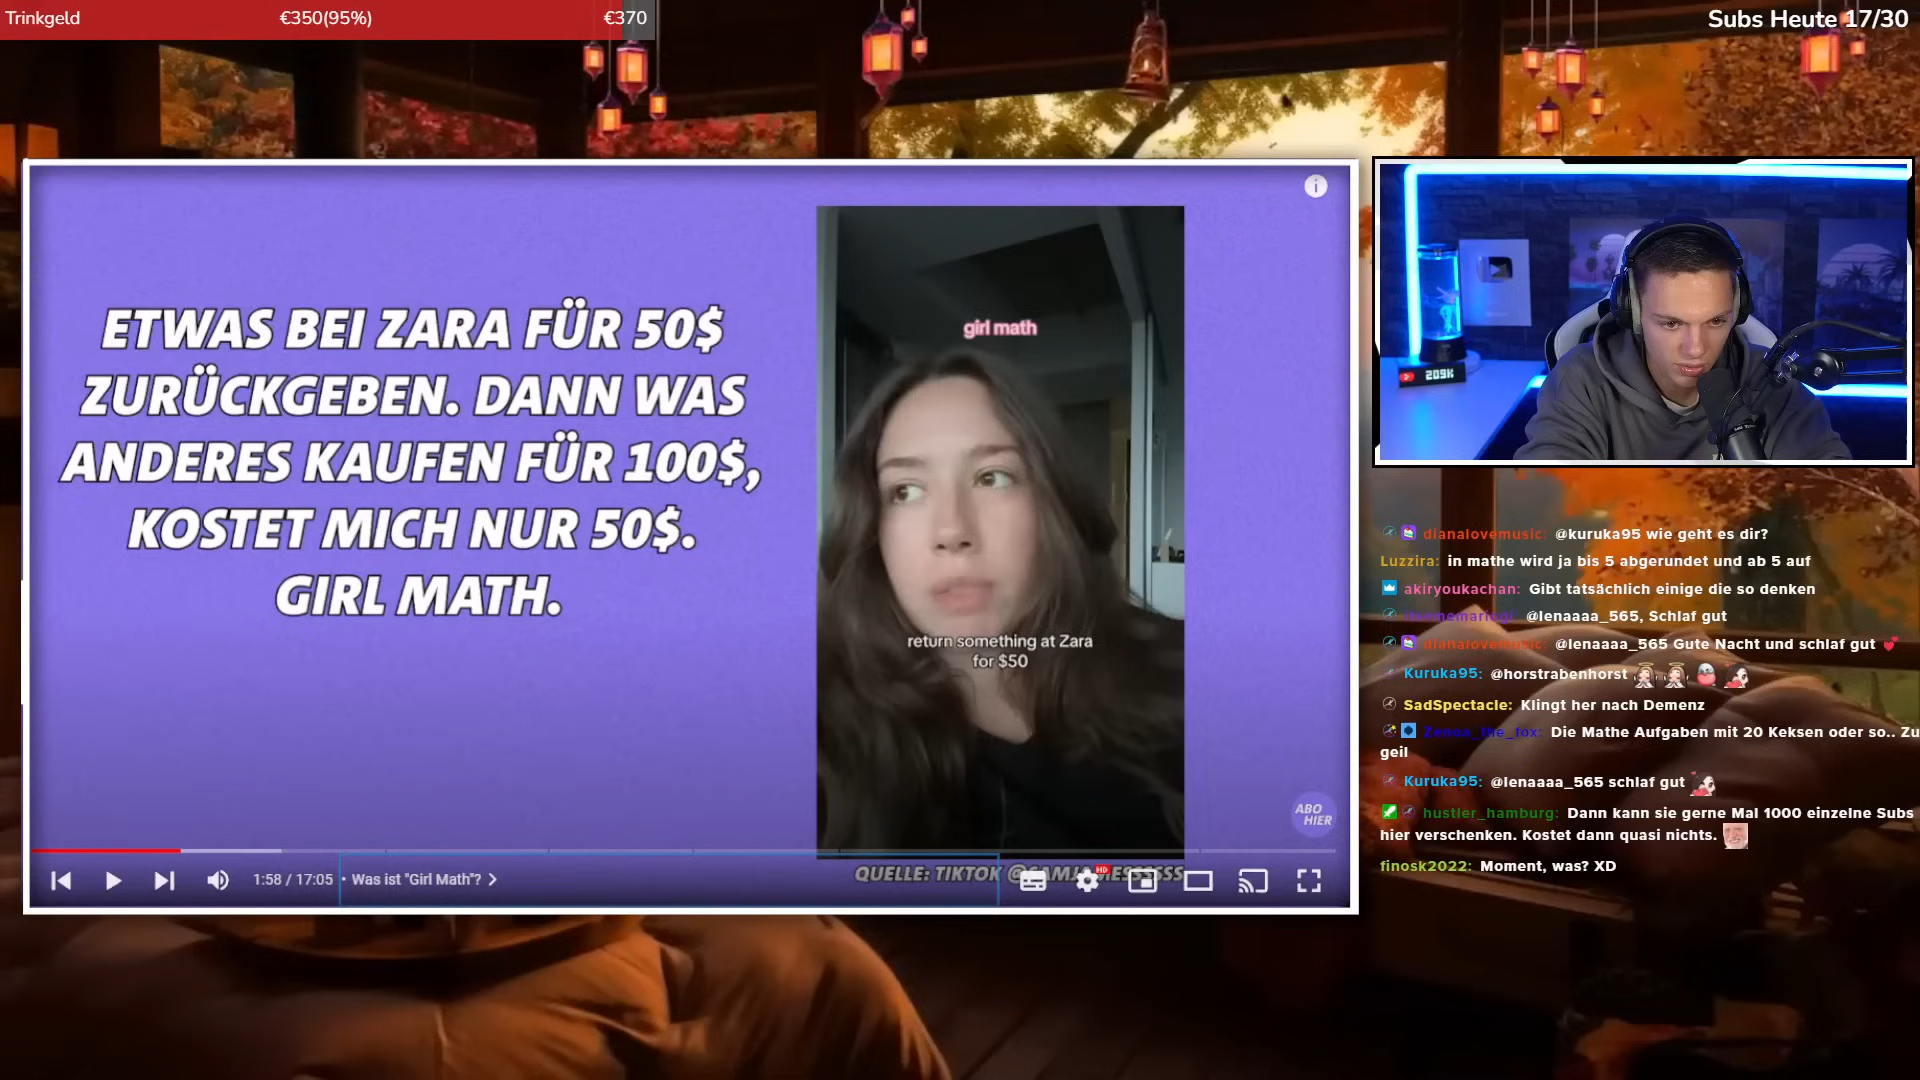 Trinkgeld €350(95%) €370
Subs Heute 17/30
ETWAS BEI ZARA FÜR 50$
ZURÜCKGEBEN. DANN WAS
ANDERES KAUFEN FÜR 100$,
KOSTET MICH NUR 50$.
GIRL MATH.
girl math
return something at Zara
for $50
ABO
HIER
QUELLE: TIKTOK
1:58 / 17:05 • Was ist "Girl Math"?
HD
209K
dianalovemusic: @kuruka95 wie geht es dir?
Luzzira: in mathe wird ja bis 5 abgerundet und ab 5 auf
akiryoukachan: Gibt tatsächlich einige die so denken
@lenaaaa_565, Schlaf gut
dianalovemusic: @lenaaaa_565 Gute Nacht und schlaf gut
Kuruka95: @horstrabenhorst
SadSpectacle: Klingt her nach Demenz
Zenox_the_fox: Die Mathe Aufgaben mit 20 Keksen oder so.. Zu
geil
Kuruka95: @lenaaaa_565 schlaf gut
hustler_hamburg: Dann kann sie gerne Mal 1000 einzelne Subs
hier verschenken. Kostet dann quasi nichts.
finosk2022: Moment, was? XD